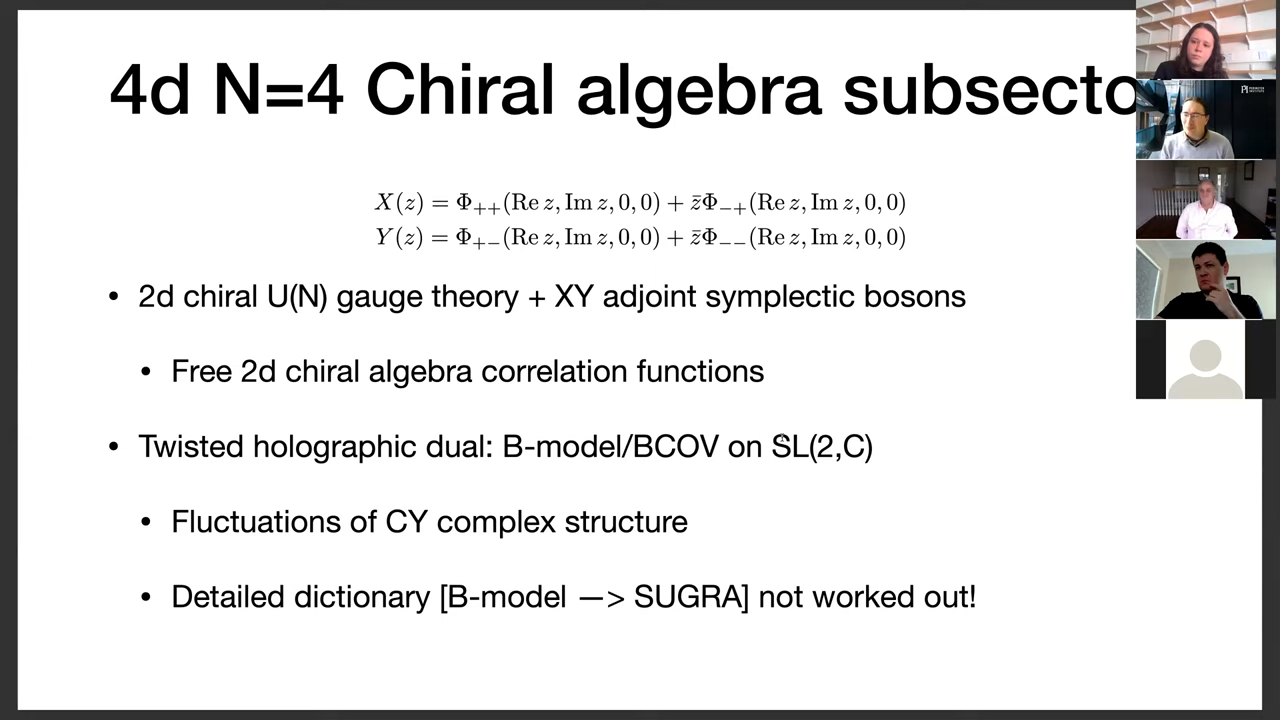 4d N=4 Chiral algebra subsecto
X(z) = Φ₊₊(Re z, Im z, 0, 0) + z̄Φ₋₊(Re z, Im z, 0, 0)
Y(z) = Φ₊₋(Re z, Im z, 0, 0) + z̄Φ₋₋(Re z, Im z, 0, 0)
• 2d chiral U(N) gauge theory + XY adjoint symplectic bosons
• Free 2d chiral algebra correlation functions
• Twisted holographic dual: B-model/BCOV on SL(2,C)
• Fluctuations of CY complex structure
• Detailed dictionary [B-model —> SUGRA] not worked out!